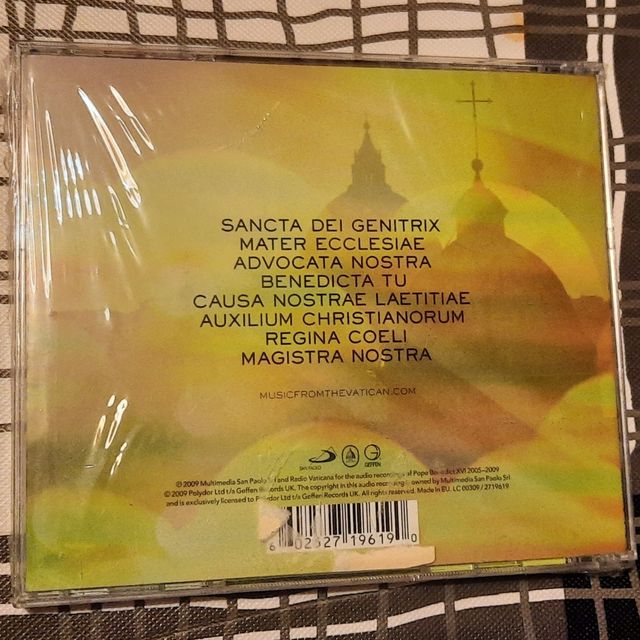 SANCTA DEI GENITRIX
MATER ECCLESIAE
ADVOCATA NOSTRA
BENEDICTA TU
CAUSA NOSTRAE LAETITIAE
AUXILIUM CHRISTIANORUM
REGINA COELI
MAGISTRA NOSTRA
MUSICFROMTHEVATICAN.COM
SAN PAOLO GEFFEN
℗ 2009 Multimedia San Paolo Srl and Radio Vaticana for the audio recordings of Pope Benedict XVI 2005-2009
© 2009 Polydor Ltd t/a Geffen Records UK. The copyright in this audio recording is owned by Multimedia San Paolo Srl
and is exclusively licensed to Polydor Ltd t/a Geffen Records UK. All rights reserved. Made in EU. LC 00309 / 2719619
6 02527 19619 0